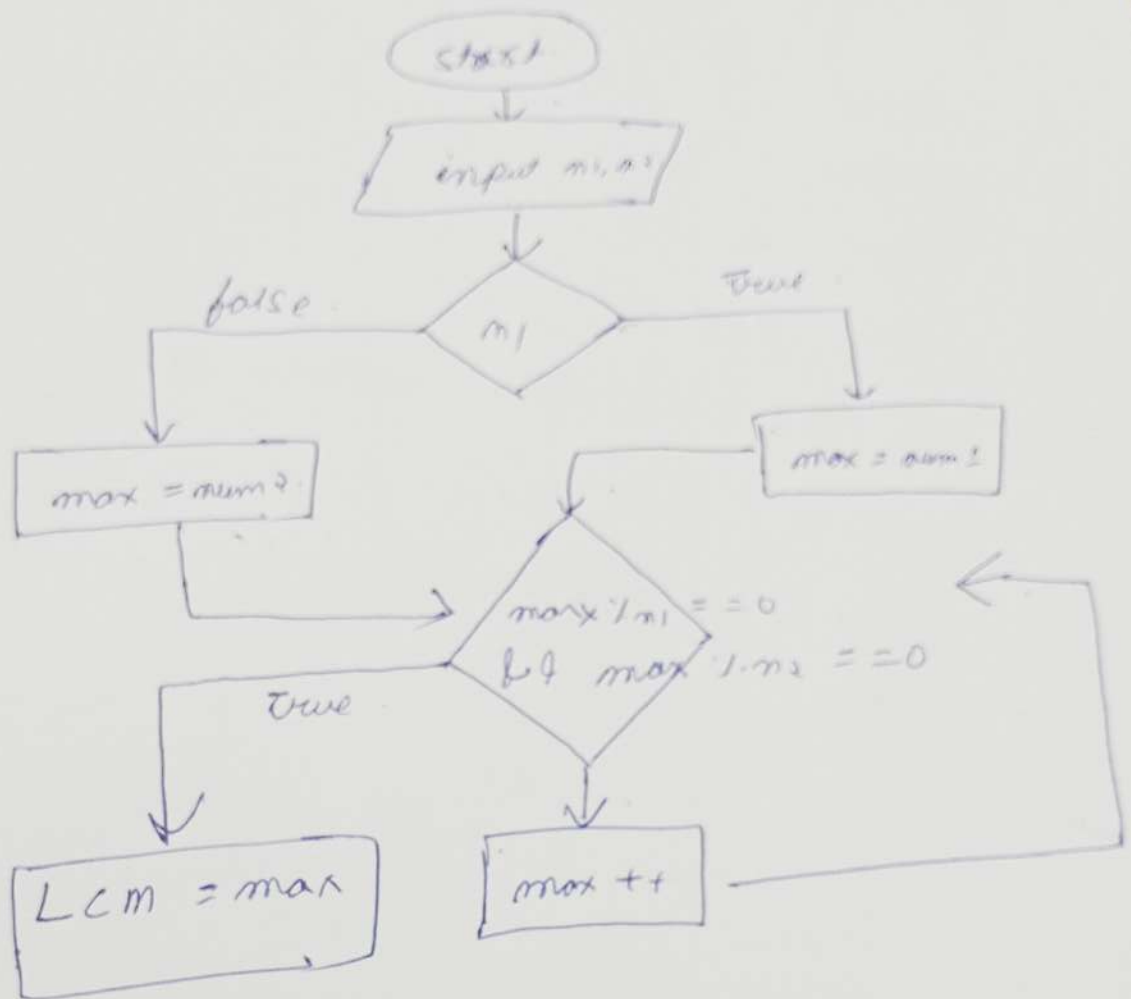 start
input n1, n2
false
True
n1
max = num2
max = num1
max % n1 == 0
&& max % n2 == 0
True
Lcm = max
max ++